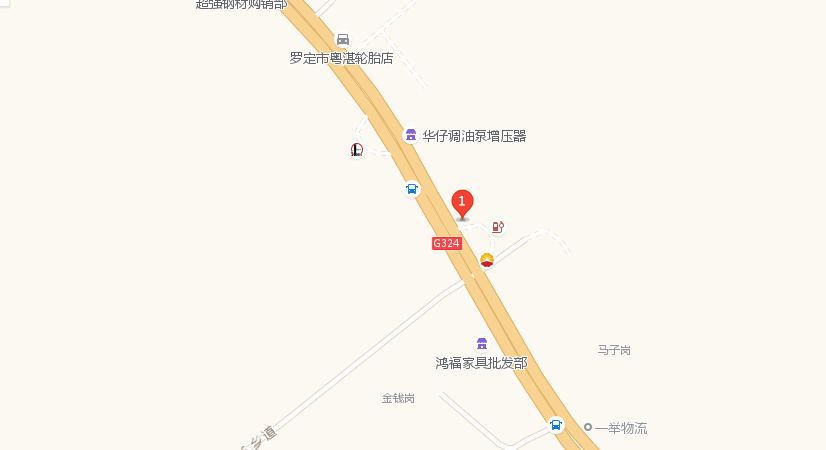 超强钢材购销部
罗定市粤湛轮胎店
华仔调油泵增压器
1
G324
鸿福家具批发部
马子岗
金钱岗
一举物流
乡道